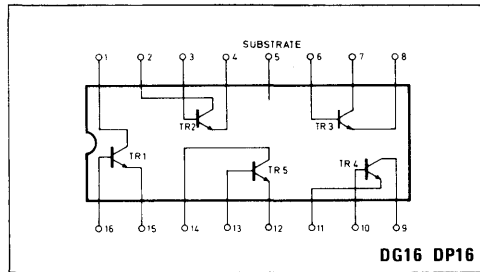 SUBSTRATE
1 2 3 4 5 6 7 8
TR2 TR3
TR1 TR5 TR4
16 15 14 13 12 11 10 9
DG16 DP16